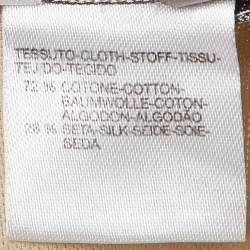 TESSUTO-CLOTH-STOFF-TISSU-
TEJIDO-TECIDO
72 % COTONE-COTTON-
BAUMWOLLE-COTON-
ALGODON-ALGODÃO
28 % SETA-SILK-SEIDE-SOIE-
SEDA